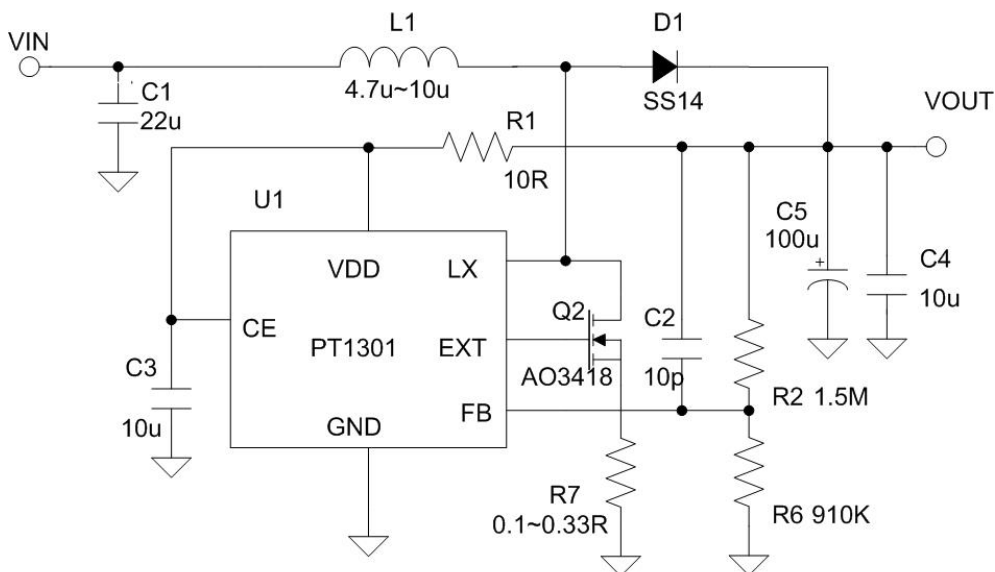 L1
D1
VIN
4.7u~10u
SS14
C1
22u
VOUT
R1
10R
U1
C5
100u
+
VDD
LX
C4
10u
CE
PT1301
EXT
Q2
AO3418
C2
10p
C3
10u
FB
GND
R2 1.5M
R7
0.1~0.33R
R6 910K